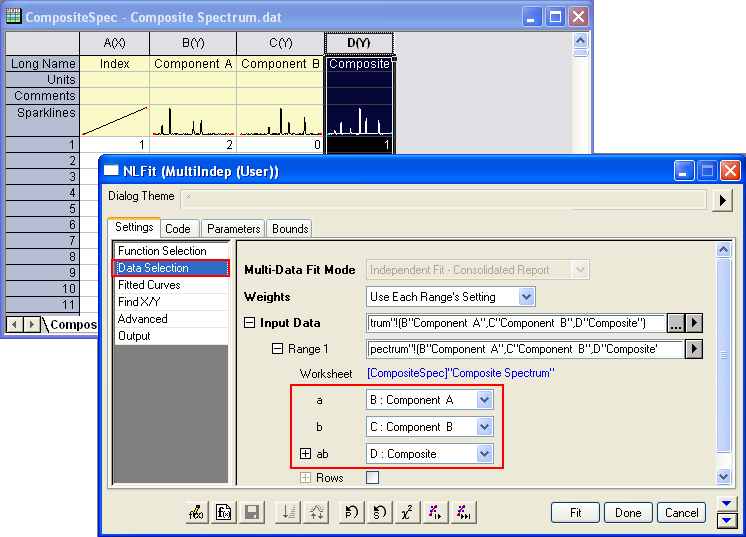 CompositeSpec - Composite Spectrum.dat
A(X) B(Y) C(Y) D(Y)
Long Name Index Component A Component B Composite
Units
Comments
Sparklines
1 1 2 0 1
2
3
4
5
6
7
8
9
10
11
Compo
NLFit (MultiIndep (User))
Dialog Theme *
Settings Code Parameters Bounds
Function Selection
Data Selection
Fitted Curves
Find X/Y
Advanced
Output
Multi-Data Fit Mode Independent Fit - Consolidated Report
Weights Use Each Range's Setting
Input Data trum"!(B"Component A",C"Component B",D"Composite") ...
Range 1 pectrum"!(B"Component A",C"Component B",D"Composite'
Worksheet [CompositeSpec]"Composite Spectrum"
a B : Component A
b C : Component B
ab D : Composite
Rows
Fit Done Cancel